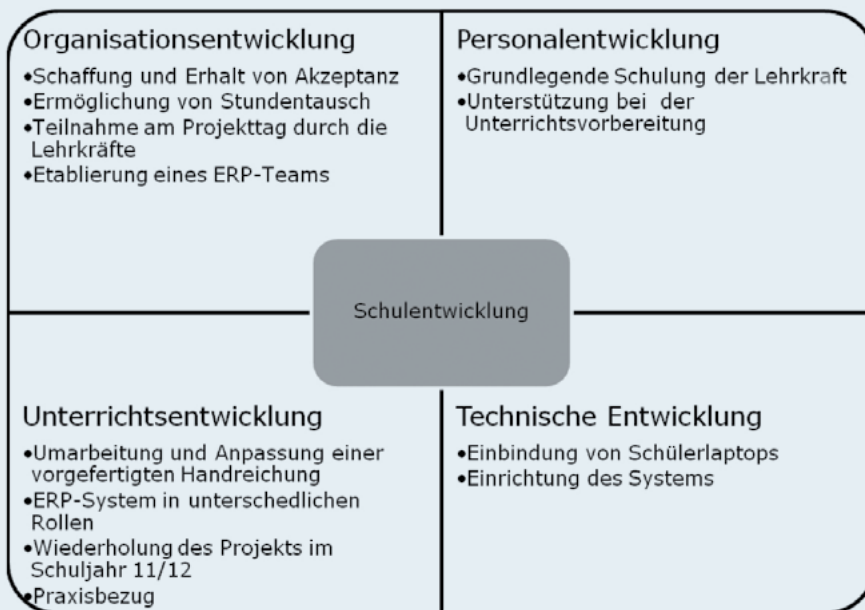 Organisationsentwicklung
•Schaffung und Erhalt von Akzeptanz
•Ermöglichung von Stundentausch
•Teilnahme am Projekttag durch die
Lehrkräfte
•Etablierung eines ERP-Teams
Personalentwicklung
•Grundlegende Schulung der Lehrkraft
•Unterstützung bei der
Unterrichtsvorbereitung
Schulentwicklung
Unterrichtsentwicklung
•Umarbeitung und Anpassung einer
vorgefertigten Handreichung
•ERP-System in unterschedlichen
Rollen
•Wiederholung des Projekts im
Schuljahr 11/12
•Praxisbezug
Technische Entwicklung
•Einbindung von Schülerlaptops
•Einrichtung des Systems